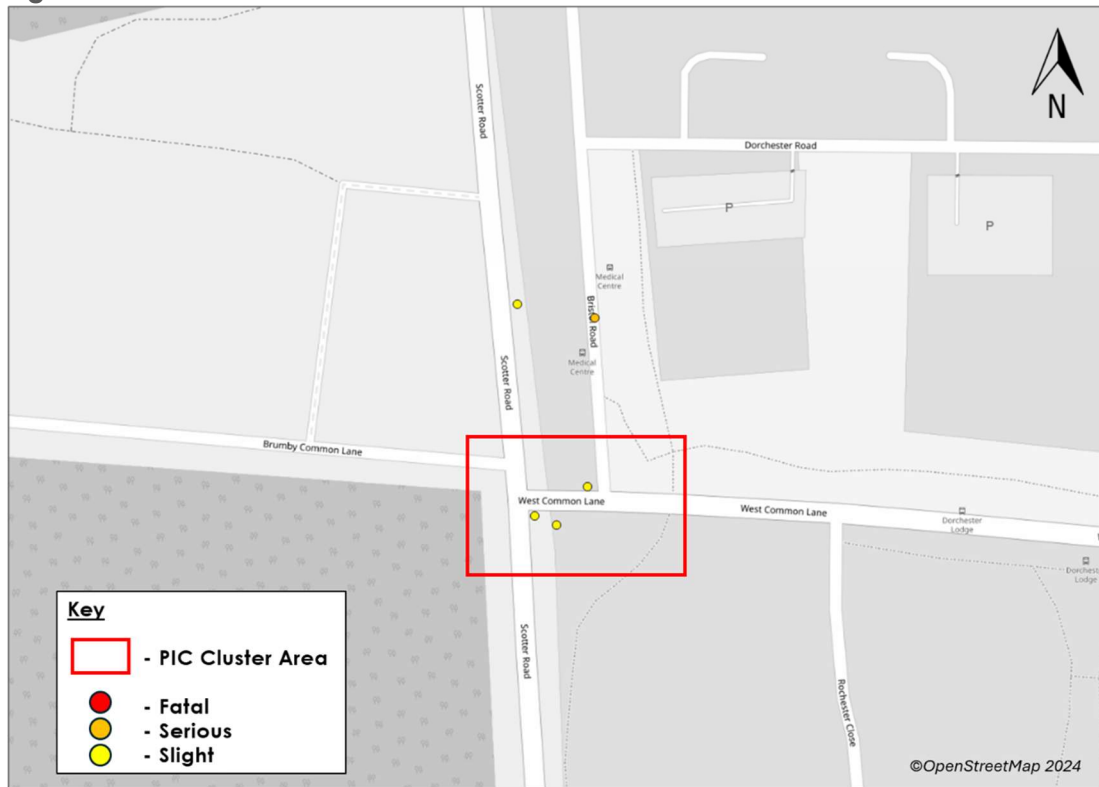 Scotter Road
N
Dorchester Road
P
P
Medical
Centre
Bristol Road
Medical
Centre
Scotter Road
Brumby Common Lane
West Common Lane
West Common Lane
Dorchester
Lodge
Lodge
Scotter Road
Rochester Close
Key
- PIC Cluster Area
- Fatal
- Serious
- Slight
©OpenStreetMap 2024